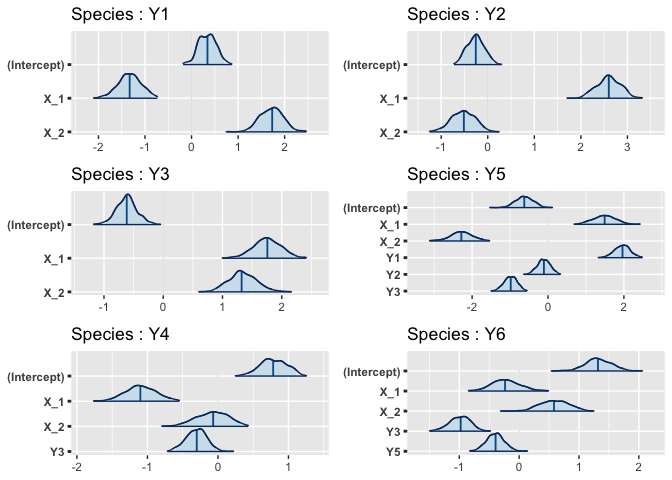 Species : Y1
(Intercept)
X_1
X_2
-2 -1 0 1 2
Species : Y2
(Intercept)
X_1
X_2
-1 0 1 2 3
Species : Y3
(Intercept)
X_1
X_2
-1 0 1 2
Species : Y5
(Intercept)
X_1
X_2
Y1
Y2
Y3
-2 0 2
Species : Y4
(Intercept)
X_1
X_2
Y3
-2 -1 0 1
Species : Y6
(Intercept)
X_1
X_2
Y3
Y5
-1 0 1 2